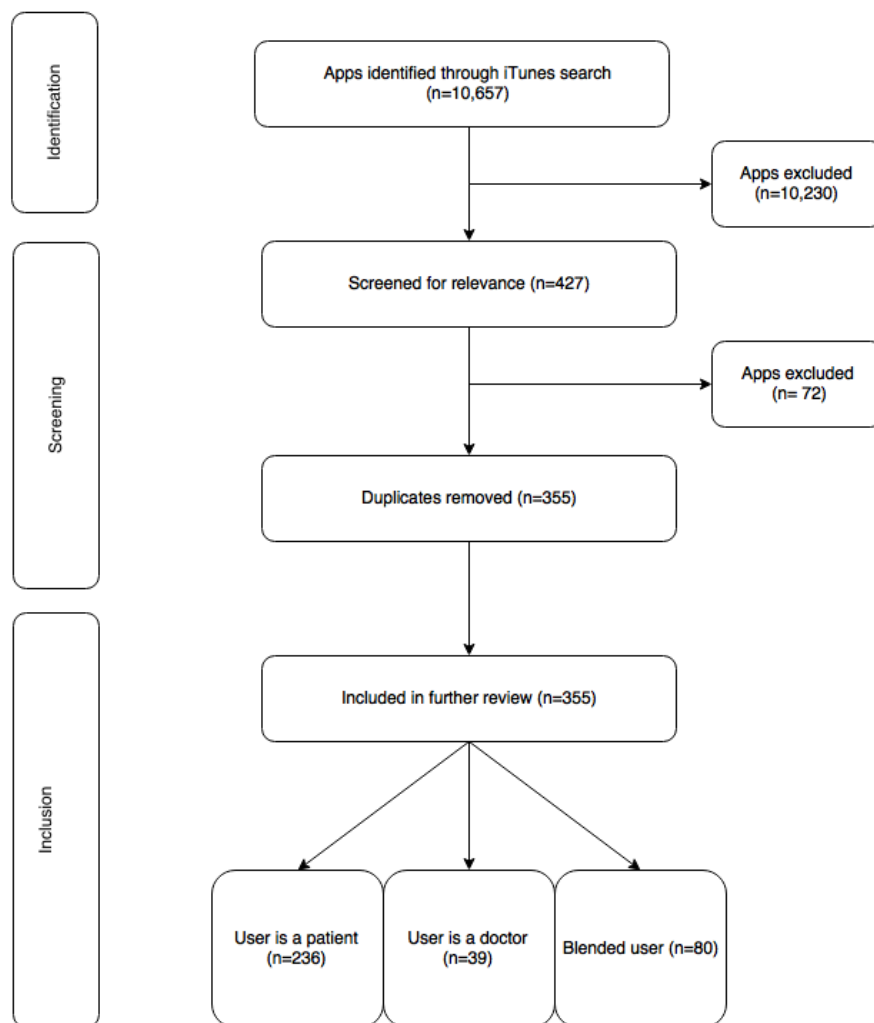 Identification
Apps identified through iTunes search
(n=10,657)
Apps excluded
(n=10,230)
Screening
Screened for relevance (n=427)
Apps excluded
(n= 72)
Duplicates removed (n=355)
Inclusion
Included in further review (n=355)
User is a patient
(n=236)
User is a doctor
(n=39)
Blended user (n=80)